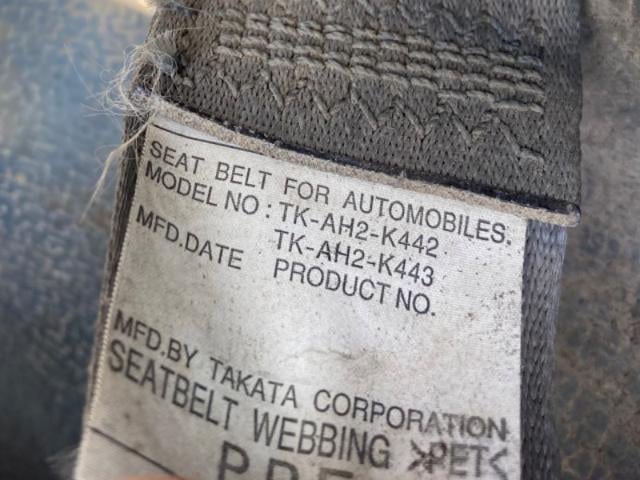 SEAT BELT FOR AUTOMOBILES.
MODEL NO : TK-AH2-K442
TK-AH2-K443
MFD.DATE PRODUCT NO.
MFD.BY TAKATA CORPORATION
SEATBELT WEBBING >PET<